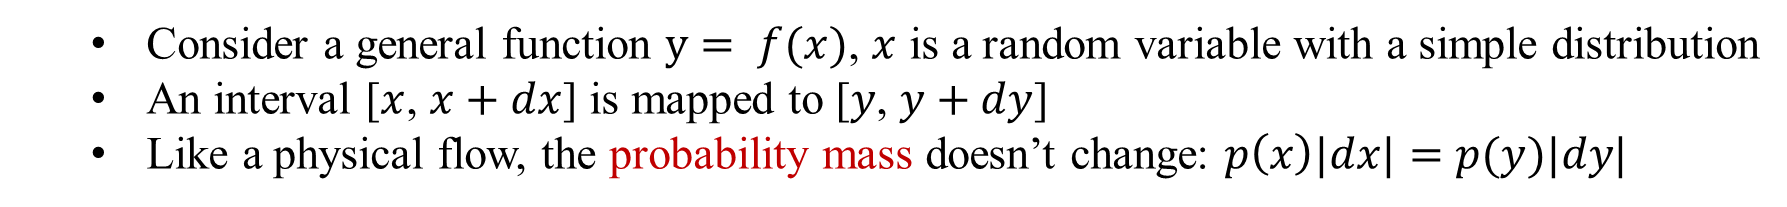 • Consider a general function y = f(x), x is a random variable with a simple distribution
• An interval [x, x + dx] is mapped to [y, y + dy]
• Like a physical flow, the probability mass doesn’t change: p(x)|dx| = p(y)|dy|